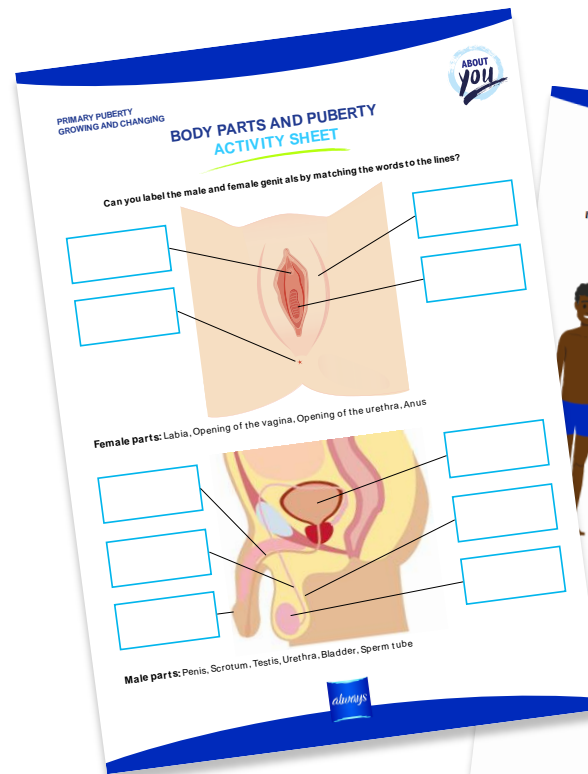 ABOUT
you
PRIMARY PUBERTY
GROWING AND CHANGING
BODY PARTS AND PUBERTY
ACTIVITY SHEET
Can you label the male and female genitals by matching the words to the lines?
Female parts: Labia, Opening of the vagina, Opening of the urethra, Anus
Male parts: Penis, Scrotum, Testis, Urethra, Bladder, Sperm tube
always